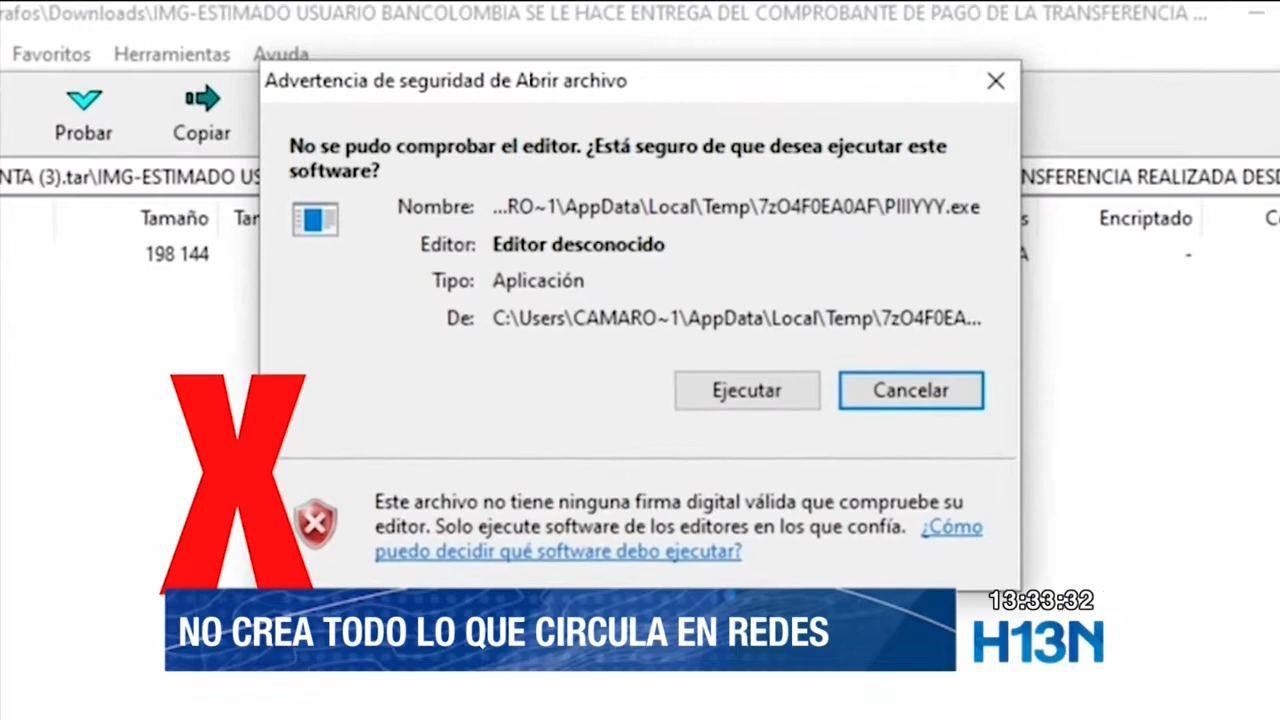 rafos\Downloads\IMG-ESTIMADO USUARIO BANCOLOMBIA SE LE HACE ENTREGA DEL COMPROBANTE DE PAGO DE LA TRANSFERENCIA ...
Favoritos Herramientas Ayuda
Advertencia de seguridad de Abrir archivo
Probar Copiar
No se pudo comprobar el editor. ¿Está seguro de que desea ejecutar este
software?
NTA (3).tar\IMG-ESTIMADO US
NSFERENCIA REALIZADA DESD
Nombre: ...RO~1\AppData\Local\Temp\7zO4F0EA0AF\PIIIYYY.exe
Tamaño Tar
s Encriptado Co
Editor: Editor desconocido
198 144
A -
Tipo: Aplicación
De: C:\Users\CAMARO~1\AppData\Local\Temp\7zO4F0EA...
Ejecutar Cancelar
X
Este archivo no tiene ninguna firma digital válida que compruebe su
editor. Solo ejecute software de los editores en los que confía. ¿Cómo
puedo decidir qué software debo ejecutar?
NO CREA TODO LO QUE CIRCULA EN REDES
13:33:32
H13N